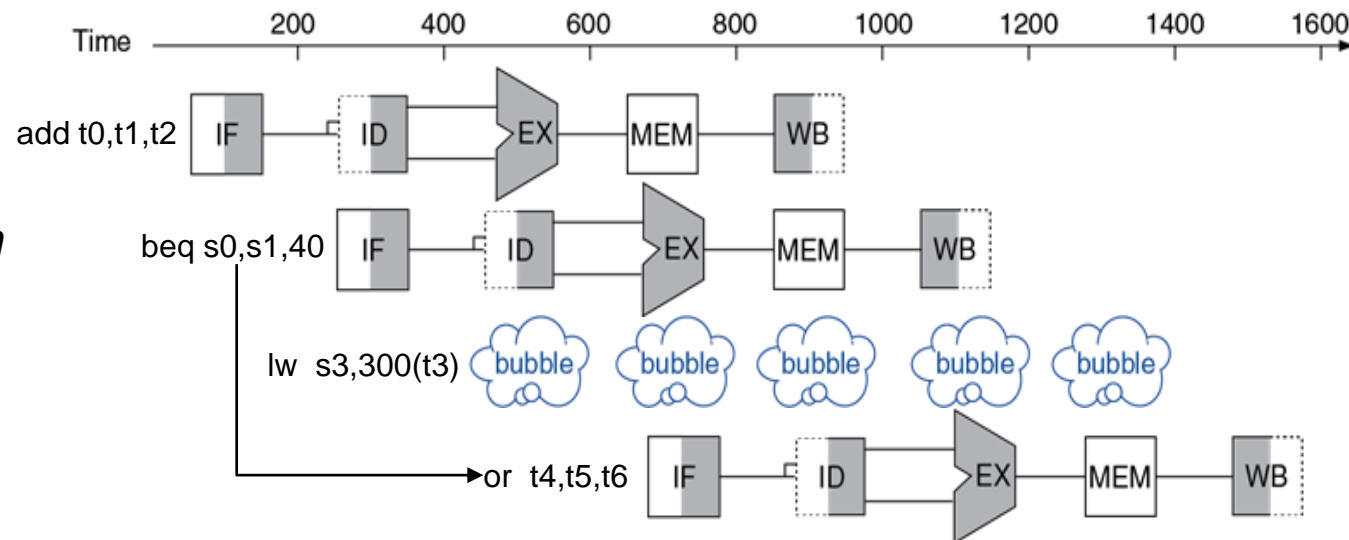 200 400 600 800 1000 1200 1400 1600
Time
add t0,t1,t2 IF ID EX MEM WB
beq s0,s1,40 IF ID EX MEM WB
lw s3,300(t3) bubble bubble bubble bubble bubble
or t4,t5,t6 IF ID EX MEM WB